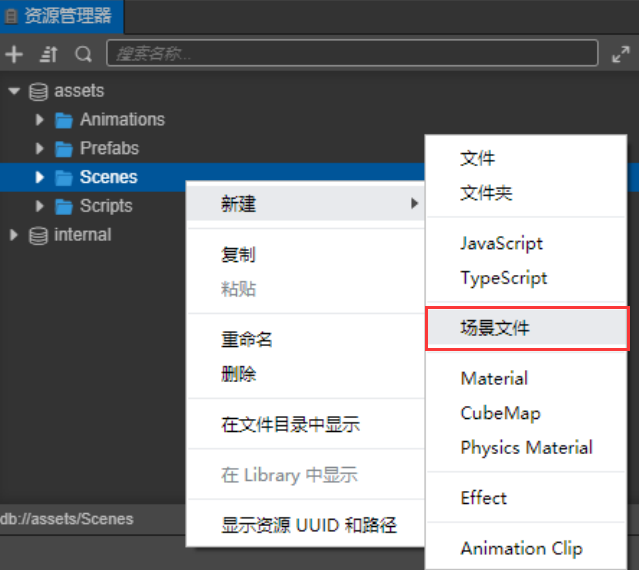 资源管理器
搜索名称...
assets
Animations
Prefabs
Scenes
Scripts
internal
新建
复制
粘贴
重命名
删除
在文件目录中显示
在 Library 中显示
显示资源 UUID 和路径
文件
文件夹
JavaScript
TypeScript
场景文件
Material
CubeMap
Physics Material
Effect
Animation Clip
db://assets/Scenes